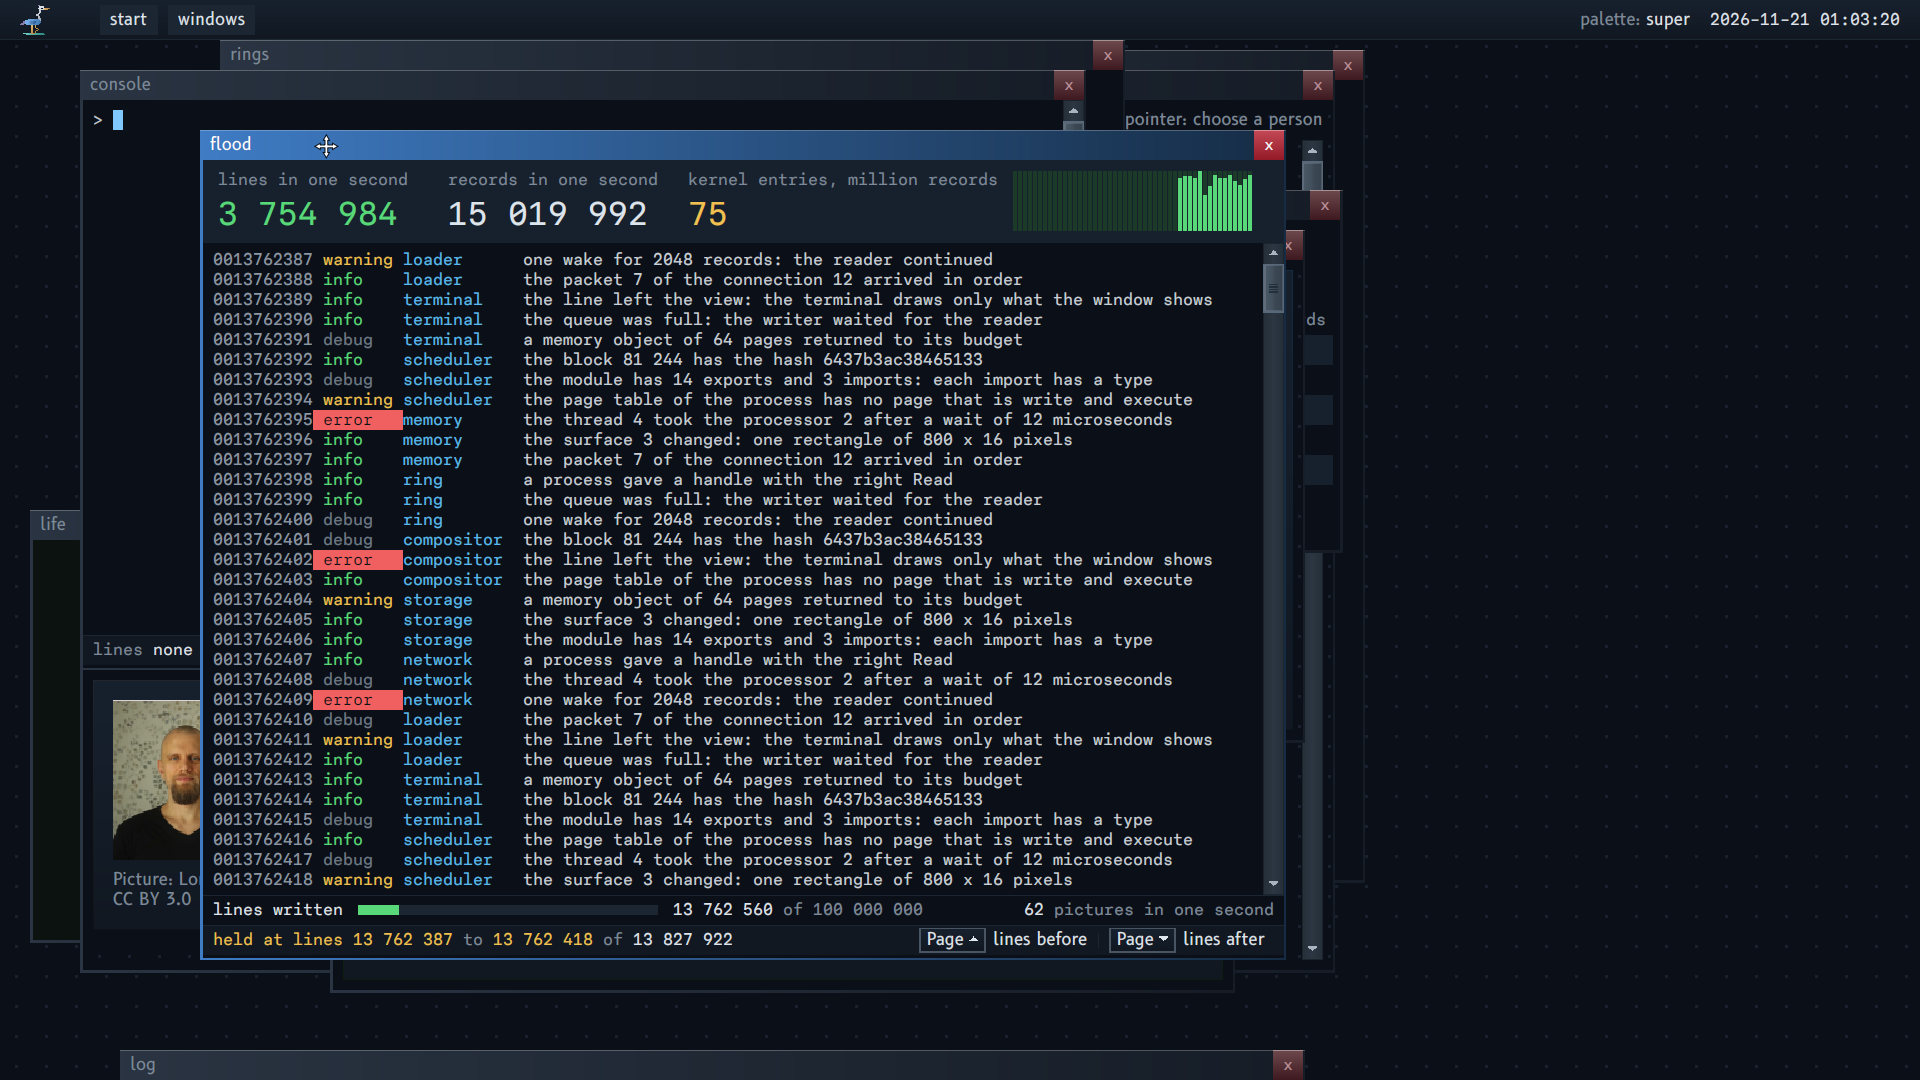 start windows palette: super 2026-11-21 01:03:20
rings x
x
console x
x
> pointer: choose a person
flood x
lines in one second records in one second kernel entries, million records
3 754 984 15 019 992 75
x
x
0013762387 warning loader one wake for 2048 records: the reader continued
0013762388 info loader the packet 7 of the connection 12 arrived in order
0013762389 info terminal the line left the view: the terminal draws only what the window shows
0013762390 info terminal the queue was full: the writer waited for the reader
ds
0013762391 debug terminal a memory object of 64 pages returned to its budget
0013762392 info scheduler the block 81 244 has the hash 6437b3ac38465133
0013762393 debug scheduler the module has 14 exports and 3 imports: each import has a type
0013762394 warning scheduler the page table of the process has no page that is write and execute
0013762395 error memory the thread 4 took the processor 2 after a wait of 12 microseconds
0013762396 info memory the surface 3 changed: one rectangle of 800 x 16 pixels
0013762397 info memory the packet 7 of the connection 12 arrived in order
0013762398 info ring a process gave a handle with the right Read
0013762399 info ring the queue was full: the writer waited for the reader
0013762400 debug ring one wake for 2048 records: the reader continued
life
0013762401 debug compositor the block 81 244 has the hash 6437b3ac38465133
0013762402 error compositor the line left the view: the terminal draws only what the window shows
0013762403 info compositor the page table of the process has no page that is write and execute
0013762404 warning storage a memory object of 64 pages returned to its budget
0013762405 info storage the surface 3 changed: one rectangle of 800 x 16 pixels
0013762406 info storage the module has 14 exports and 3 imports: each import has a type
lines none
0013762407 info network a process gave a handle with the right Read
0013762408 debug network the thread 4 took the processor 2 after a wait of 12 microseconds
0013762409 error network one wake for 2048 records: the reader continued
0013762410 debug loader the packet 7 of the connection 12 arrived in order
0013762411 warning loader the line left the view: the terminal draws only what the window shows
0013762412 info loader the queue was full: the writer waited for the reader
0013762413 info terminal a memory object of 64 pages returned to its budget
0013762414 info terminal the block 81 244 has the hash 6437b3ac38465133
0013762415 debug terminal the module has 14 exports and 3 imports: each import has a type
0013762416 info scheduler the page table of the process has no page that is write and execute
0013762417 debug scheduler the thread 4 took the processor 2 after a wait of 12 microseconds
0013762418 warning scheduler the surface 3 changed: one rectangle of 800 x 16 pixels
Picture: Lo
CC BY 3.0
lines written 13 762 560 of 100 000 000 62 pictures in one second
held at lines 13 762 387 to 13 762 418 of 13 827 922 Page lines before Page lines after
log x